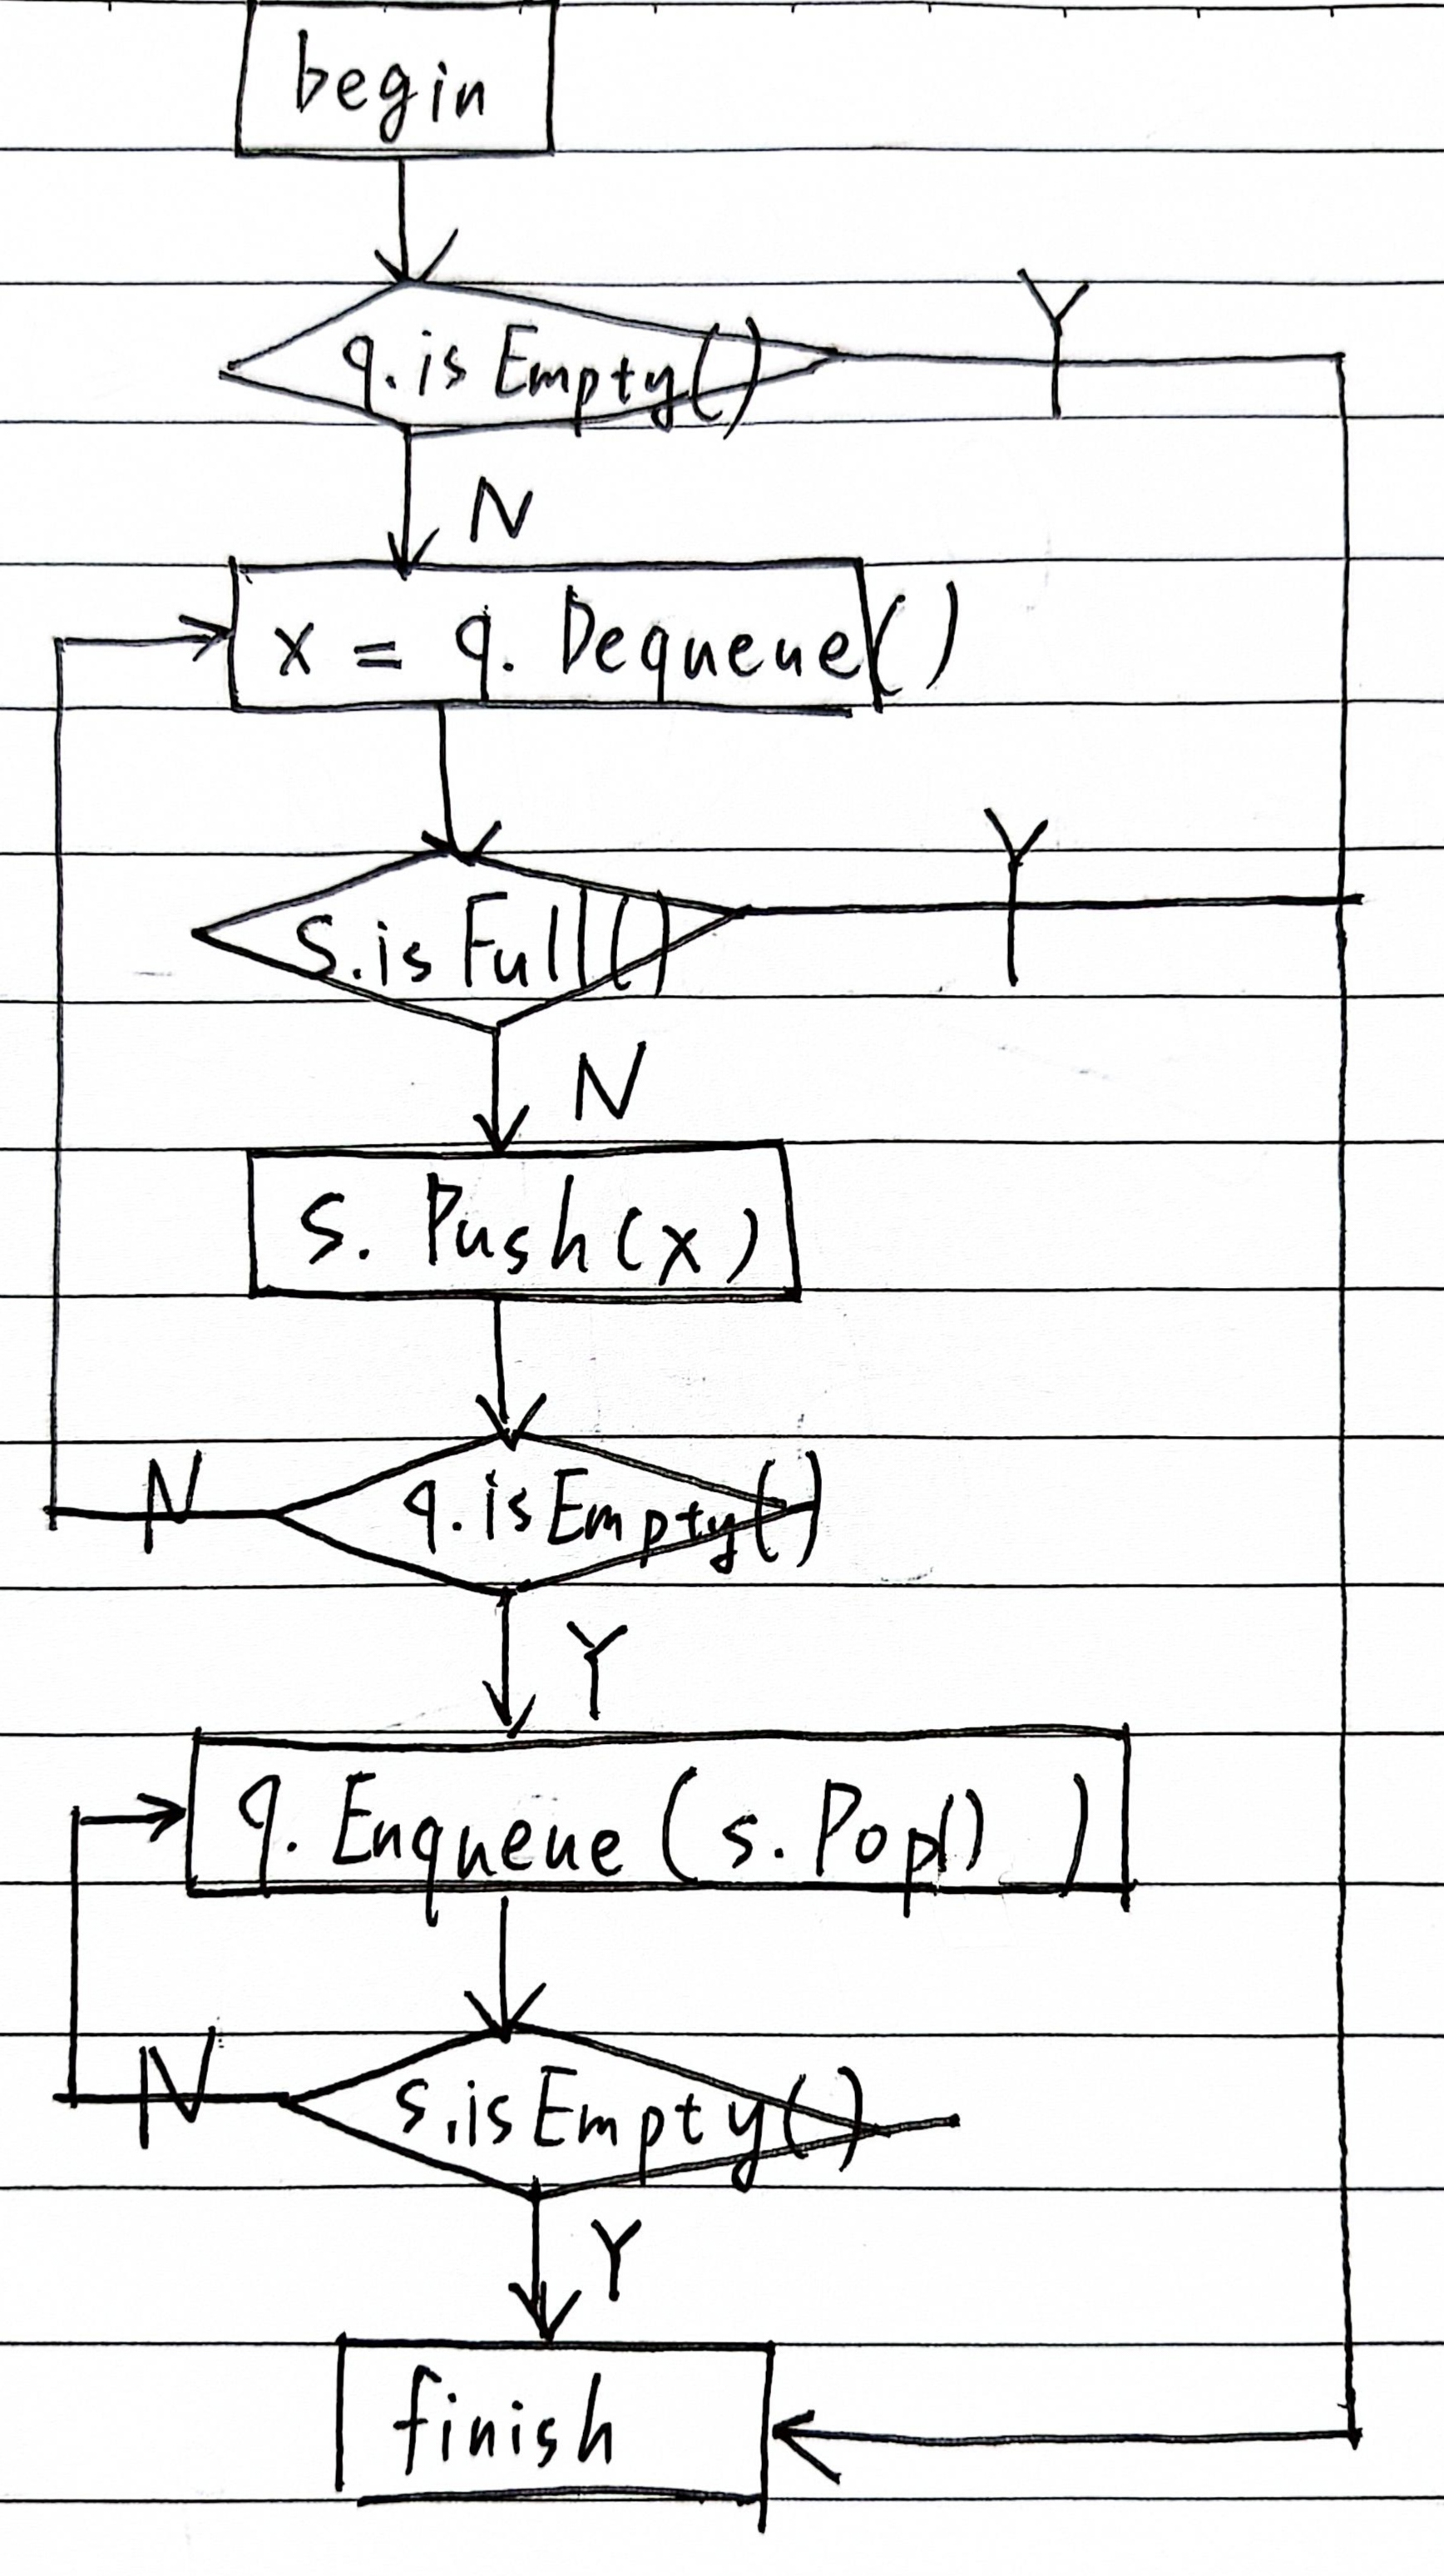 begin
q.isEmpty() Y
N
x = q. Dequeue()
Y
s.isFull()
N
s. Push(x)
N q.isEmpty()
Y
q. Enqueue(s.Pop() )
N s.isEmpty()
Y
finish